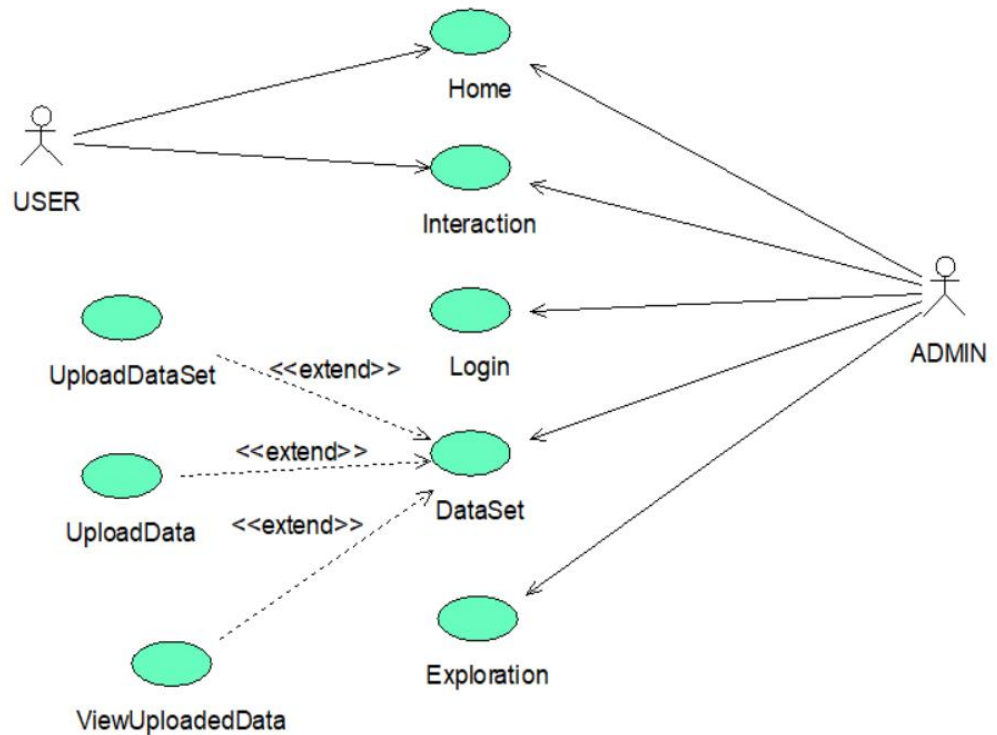 Home
USER
Interaction
ADMIN
UploadDataSet
<<extend>>
Login
<<extend>>
UploadData
<<extend>>
DataSet
Exploration
ViewUploadedData